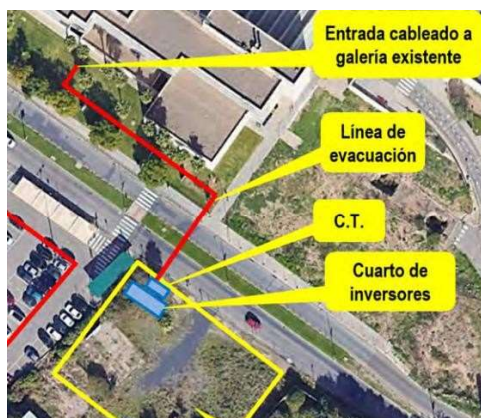 Entrada cableado a
galería existente
Línea de
evacuación
C.T.
Cuarto de
inversores